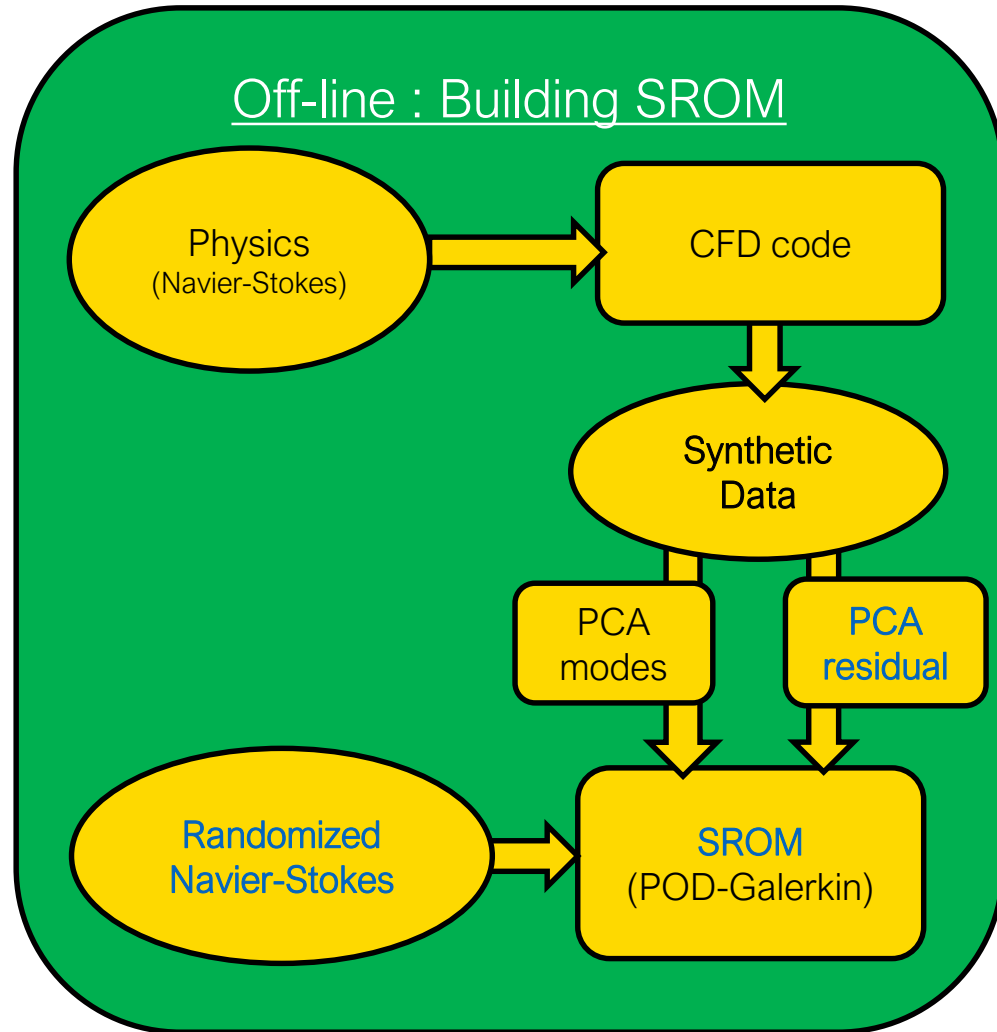 Off-line : Building SROM
Physics
(Navier-Stokes)
CFD code
Synthetic
Data
PCA
modes
PCA
residual
Randomized
Navier-Stokes
SROM
(POD-Galerkin)